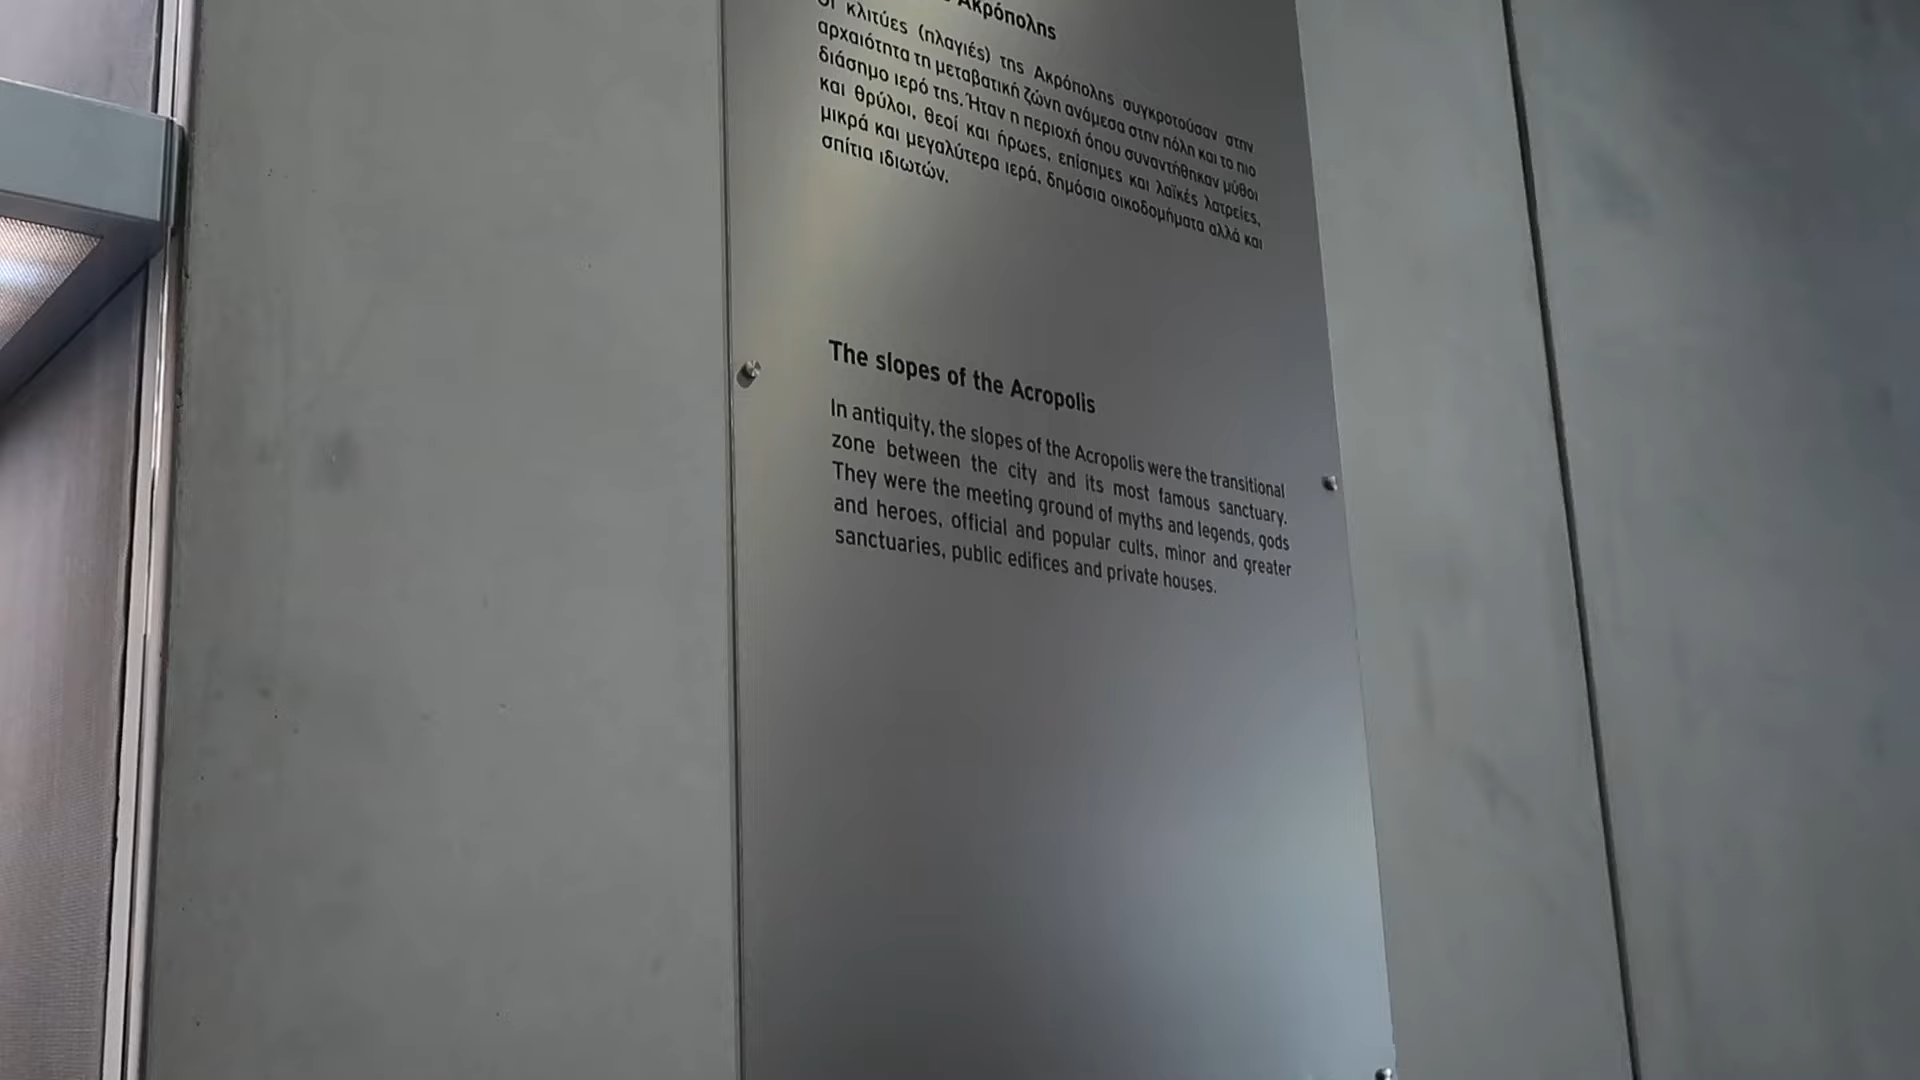 Ακρόπολης
Οι κλιτύες (πλαγιές) της Ακρόπολης συγκροτούσαν στην
αρχαιότητα τη μεταβατική ζώνη ανάμεσα στην πόλη και το πιο
διάσημο ιερό της. Ήταν η περιοχή όπου συναντήθηκαν μύθοι
και θρύλοι, θεοί και ήρωες, επίσημες και λαϊκές λατρείες,
μικρά και μεγαλύτερα ιερά, δημόσια οικοδομήματα αλλά και
σπίτια ιδιωτών.
The slopes of the Acropolis
In antiquity, the slopes of the Acropolis were the transitional
zone between the city and its most famous sanctuary.
They were the meeting ground of myths and legends, gods
and heroes, official and popular cults, minor and greater
sanctuaries, public edifices and private houses.